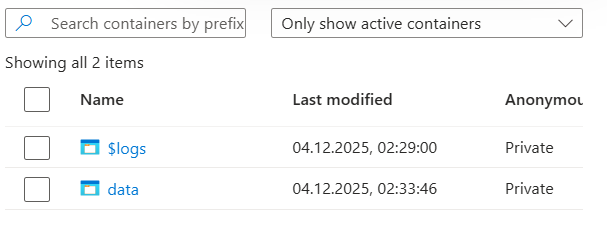 Search containers by prefix
Only show active containers
Showing all 2 items
Name Last modified Anonymou
$logs 04.12.2025, 02:29:00 Private
data 04.12.2025, 02:33:46 Private